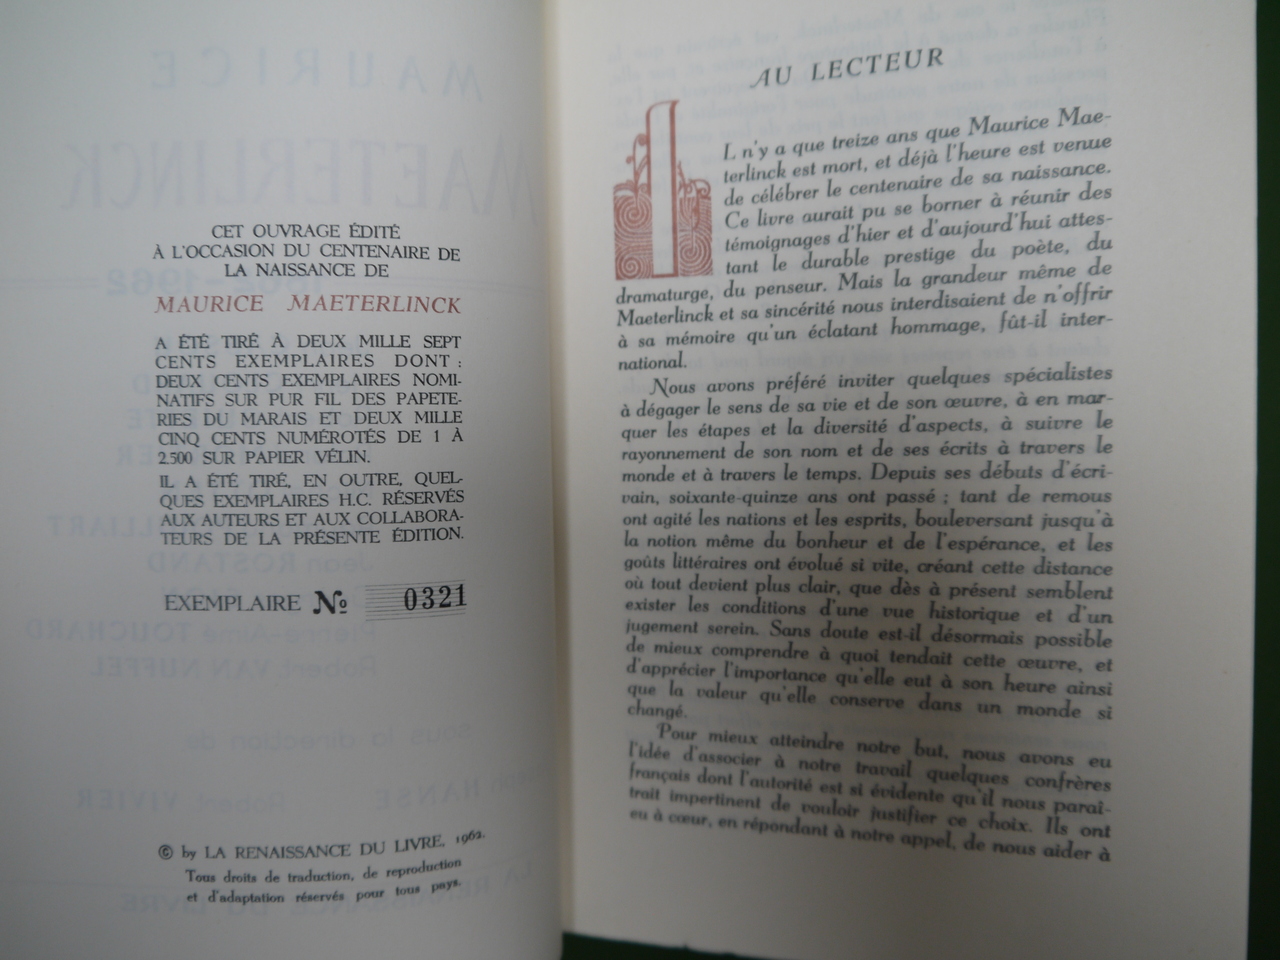 CET OUVRAGE ÉDITÉ
À L'OCCASION DU CENTENAIRE DE
LA NAISSANCE DE
MAURICE MAETERLINCK
A ÉTÉ TIRÉ À DEUX MILLE SEPT
CENTS EXEMPLAIRES DONT :
DEUX CENTS EXEMPLAIRES NOMI-
NATIFS SUR PUR FIL DES PAPETE-
RIES DU MARAIS ET DEUX MILLE
CINQ CENTS NUMÉROTÉS DE 1 À
2.500 SUR PAPIER VÉLIN.
IL A ÉTÉ TIRÉ, EN OUTRE, QUEL-
QUES EXEMPLAIRES H.C. RÉSERVÉS
AUX AUTEURS ET AUX COLLABORA-
TEURS DE LA PRÉSENTE ÉDITION.
EXEMPLAIRE No 0321
© by LA RENAISSANCE DU LIVRE, 1962.
Tous droits de traduction, de reproduction
et d'adaptation réservés pour tous pays.
AU LECTEUR
IL n'y a que treize ans que Maurice Mae-
terlinck est mort, et déjà l'heure est venue
de célébrer le centenaire de sa naissance.
Ce livre aurait pu se borner à réunir des
témoignages d'hier et d'aujourd'hui attes-
tant le durable prestige du poète, du
dramaturge, du penseur. Mais la grandeur même de
Maeterlinck et sa sincérité nous interdisaient de n'offrir
à sa mémoire qu'un éclatant hommage, fût-il inter-
national.
Nous avons préféré inviter quelques spécialistes
à dégager le sens de sa vie et de son œuvre, à en mar-
quer les étapes et la diversité d'aspects, à suivre le
rayonnement de son nom et de ses écrits à travers le
monde et à travers le temps. Depuis ses débuts d'écri-
vain, soixante-quinze ans ont passé ; tant de remous
ont agité les nations et les esprits, bouleversant jusqu'à
la notion même du bonheur et de l'espérance, et les
goûts littéraires ont évolué si vite, créant cette distance
où tout devient plus clair, que dès à présent semblent
exister les conditions d'une vue historique et d'un
jugement serein. Sans doute est-il désormais possible
de mieux comprendre à quoi tendait cette œuvre, et
d'apprécier l'importance qu'elle eut à son heure ainsi
que la valeur qu'elle conserve dans un monde si
changé.
Pour mieux atteindre notre but, nous avons eu
l'idée d'associer à notre travail quelques confrères
français dont l'autorité est si évidente qu'il nous paraî-
trait impertinent de vouloir justifier ce choix. Ils ont
eu à cœur, en répondant à notre appel, de nous aider à